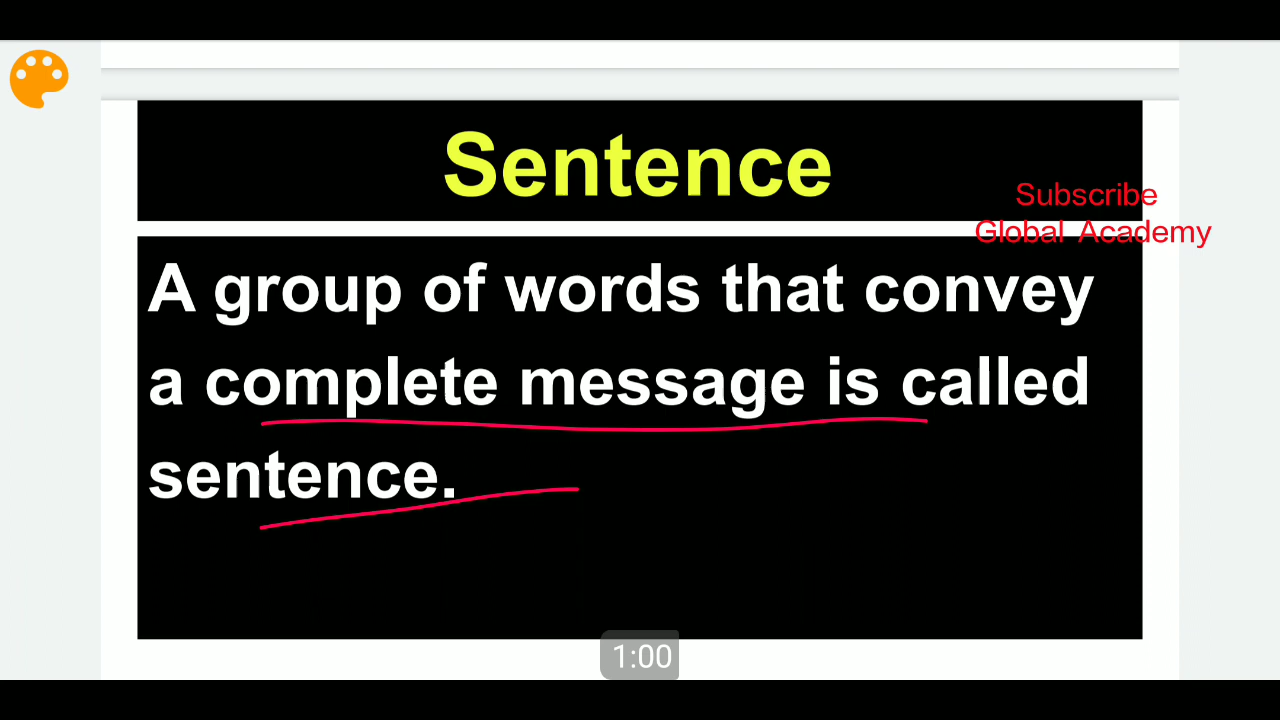 Sentence
Subscribe
Global Academy
A group of words that convey
a complete message is called
sentence.
1:00